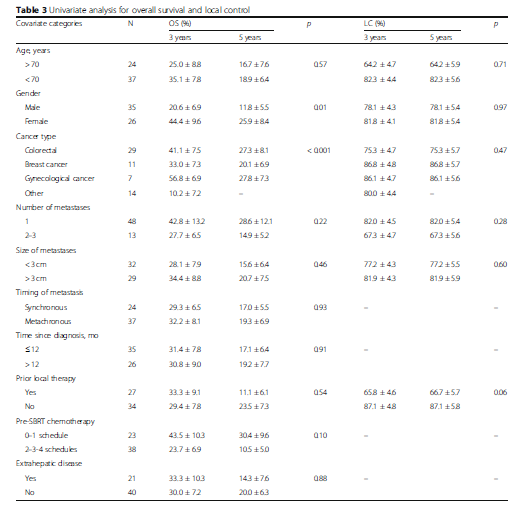 Table 3 Univariate analysis for overall survival and local control
Covariate categories N OS (%) p LC (%) p
3 years 5 years 3 years 5 years
Age, years
>70 24 25.0 ± 8.8 16.7 ± 7.6 0.57 64.2 ± 4.7 64.2 ± 5.9 0.71
<70 37 35.1 ± 7.8 18.9 ± 6.4 82.3 ± 4.4 82.3 ± 5.6
Gender
Male 35 20.6 ± 6.9 11.8 ± 5.5 0.01 78.1 ± 4.3 78.1 ± 5.4 0.97
Female 26 44.4 ± 9.6 25.9 ± 8.4 81.8 ± 4.1 81.8 ± 5.4
Cancer type
Colorectal 29 41.1 ± 7.5 27.3 ± 8.1 < 0.001 75.3 ± 4.7 75.3 ± 5.7 0.47
Breast cancer 11 33.0 ± 7.3 20.1 ± 6.9 86.8 ± 4.8 86.8 ± 5.7
Gynecological cancer 7 56.8 ± 6.9 27.8 ± 7.3 86.1 ± 4.7 86.1 ± 5.6
Other 14 10.2 ± 7.2 – 80.0 ± 4.4 –
Number of metastases
1 48 42.8 ± 13.2 28.6 ± 12.1 0.22 82.0 ± 4.5 82.0 ± 5.4 0.28
2–3 13 27.7 ± 6.5 14.9 ± 5.2 67.3 ± 4.7 67.3 ± 5.6
Size of metastases
<3 cm 32 28.1 ± 7.9 15.6 ± 6.4 0.46 77.2 ± 4.3 77.2 ± 5.5 0.60
>3 cm 29 34.4 ± 8.8 20.7 ± 7.5 81.9 ± 4.3 81.9 ± 5.9
Timing of metastasis
Synchronous 24 29.3 ± 6.5 17.0 ± 5.5 0.93 – –
Metachronous 37 32.2 ± 8.1 19.3 ± 6.9 – –
Time since diagnosis, mo
≦12 35 31.4 ± 7.8 17.1 ± 6.4 0.91 – –
>12 26 30.8 ± 9.0 19.2 ± 7.7 – –
Prior local therapy
Yes 27 33.3 ± 9.1 11.1 ± 6.1 0.54 65.8 ± 4.6 66.7 ± 5.7 0.06
No 34 29.4 ± 7.8 23.5 ± 7.3 87.1 ± 4.8 87.1 ± 5.8
Pre-SBRT chemotherapy
0–1 schedule 23 43.5 ± 10.3 30.4 ± 9.6 0.10 – –
2–3-4 schedules 38 23.7 ± 6.9 10.5 ± 5.0
Extrahepatic disease
Yes 21 33.3 ± 10.3 14.3 ± 7.6 0.88 – –
No 40 30.0 ± 7.2 20.0 ± 6.3